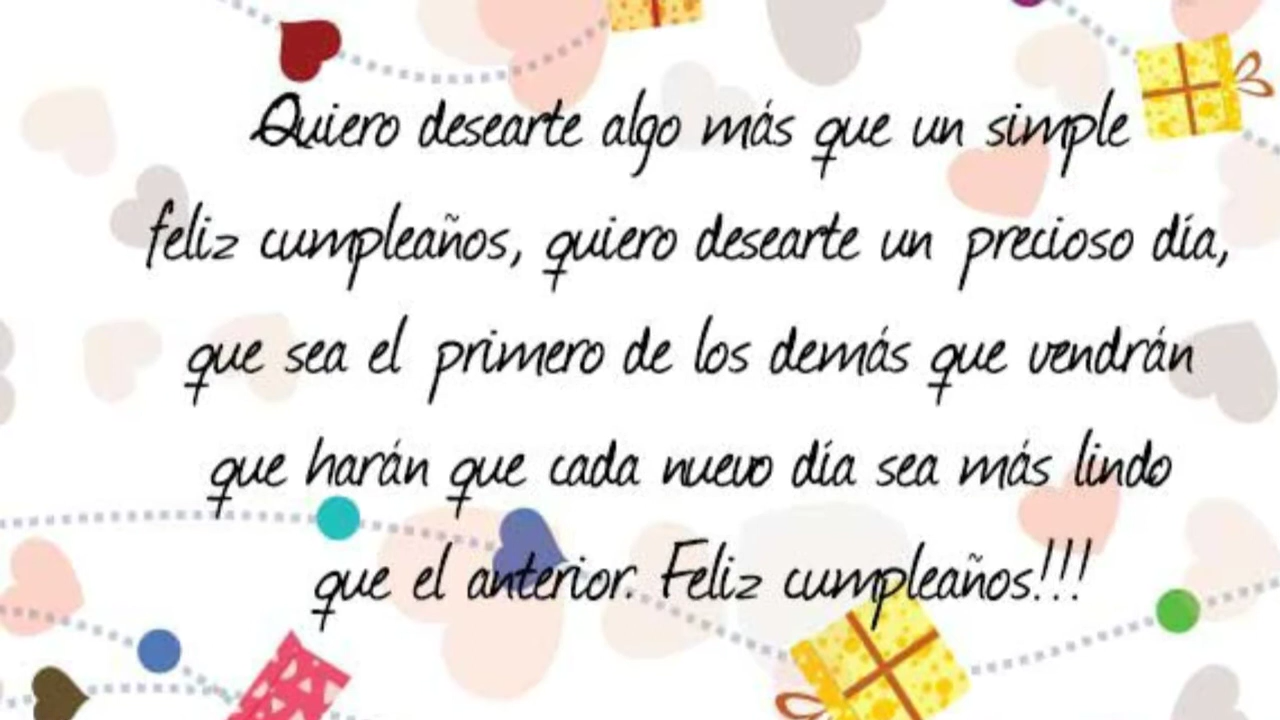 Quiero desearte algo más que un simple
feliz cumpleaños, quiero desearte un precioso día,
que sea el primero de los demás que vendrán
que harán que cada nuevo día sea más lindo
que el anterior. Feliz cumpleaños!!!